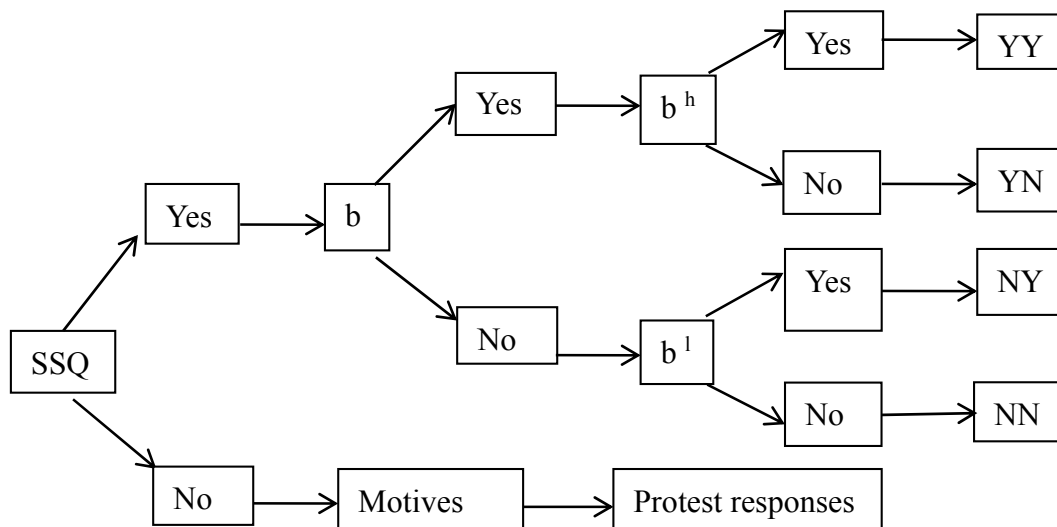 Yes
YY
Yes
b h
No
YN
Yes
b
Yes
NY
No
b l
SSQ
No
NN
No
Motives
Protest responses